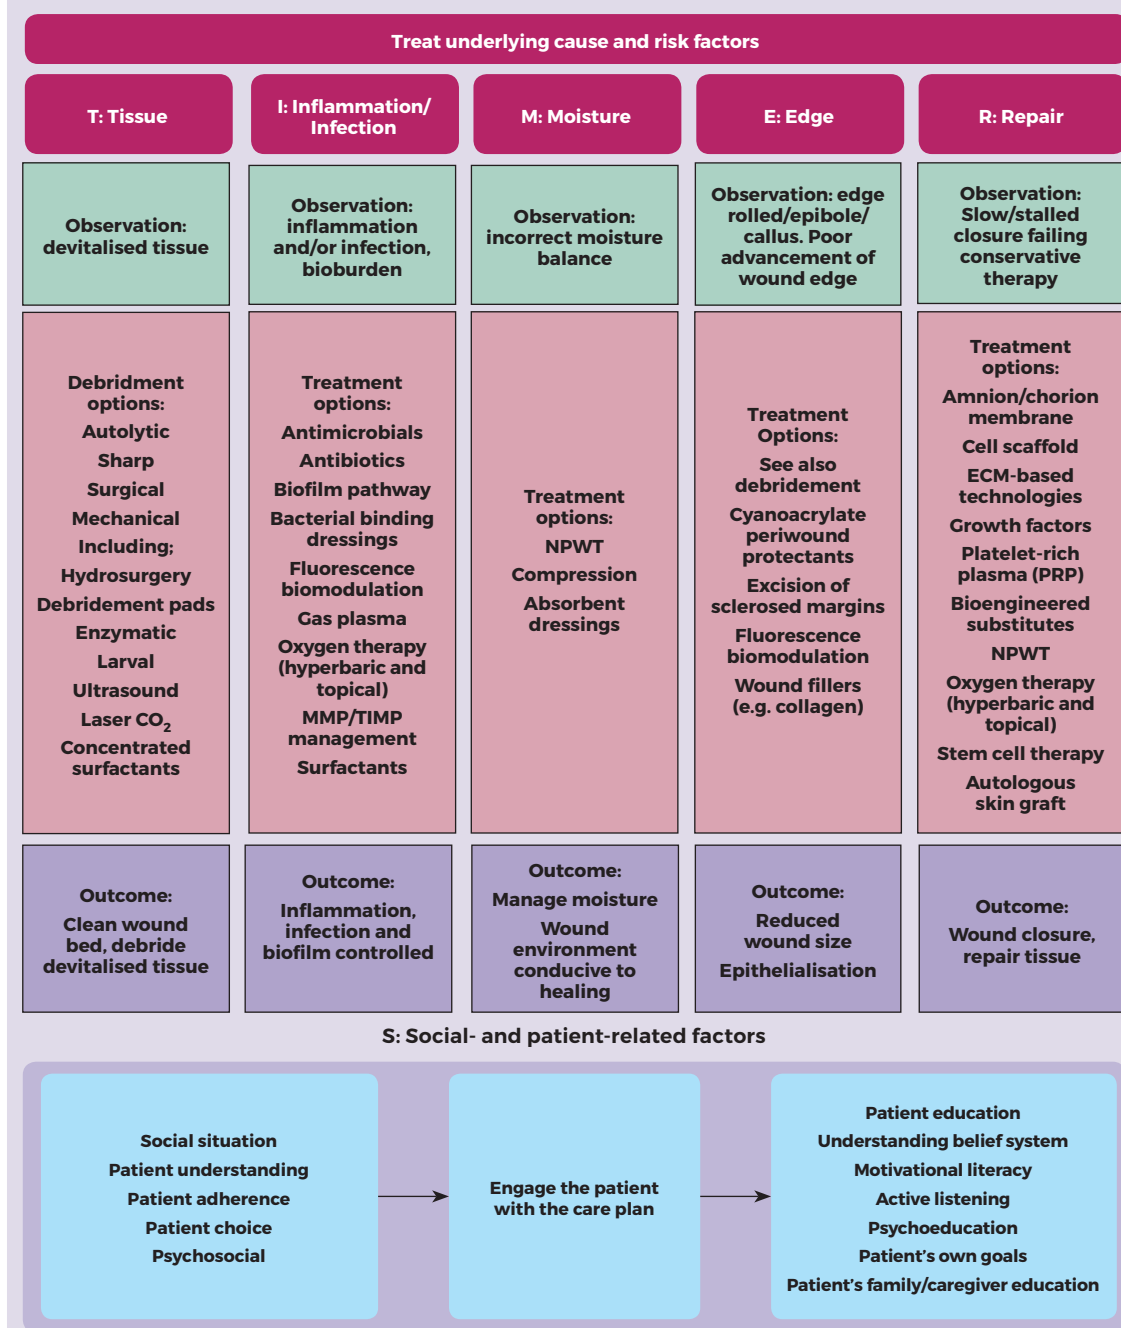 Treat underlying cause and risk factors
T: Tissue
I: Inflammation/
Infection
M: Moisture
E: Edge
R: Repair
Observation:
devitalised tissue
Observation:
inflammation
and/or infection,
bioburden
Observation:
incorrect moisture
balance
Observation: edge
rolled/epibole/
callus. Poor
advancement of
wound edge
Observation:
Slow/stalled
closure failing
conservative
therapy
Debridment
options:
Autolytic
Sharp
Surgical
Mechanical
Including;
Hydrosurgery
Debridement pads
Enzymatic
Larval
Ultrasound
Laser CO2
Concentrated
surfactants
Treatment
options:
Antimicrobials
Antibiotics
Biofilm pathway
Bacterial binding
dressings
Fluorescence
biomodulation
Gas plasma
Oxygen therapy
(hyperbaric and
topical)
MMP/TIMP
management
Surfactants
Treatment
options:
NPWT
Compression
Absorbent
dressings
Treatment
Options:
See also
debridement
Cyanoacrylate
periwound
protectants
Excision of
sclerosed margins
Fluorescence
biomodulation
Wound fillers
(e.g. collagen)
Treatment
options:
Amnion/chorion
membrane
Cell scaffold
ECM-based
technologies
Growth factors
Platelet-rich
plasma (PRP)
Bioengineered
substitutes
NPWT
Oxygen therapy
(hyperbaric and
topical)
Stem cell therapy
Autologous
skin graft
Outcome:
Clean wound
bed, debride
devitalised tissue
Outcome:
Inflammation,
infection and
biofilm controlled
Outcome:
Manage moisture
Wound
environment
conducive to
healing
Outcome:
Reduced
wound size
Epithelialisation
Outcome:
Wound closure,
repair tissue
S: Social- and patient-related factors
Social situation
Patient understanding
Patient adherence
Patient choice
Psychosocial
Engage the patient
with the care plan
Patient education
Understanding belief system
Motivational literacy
Active listening
Psychoeducation
Patient's own goals
Patient's family/caregiver education